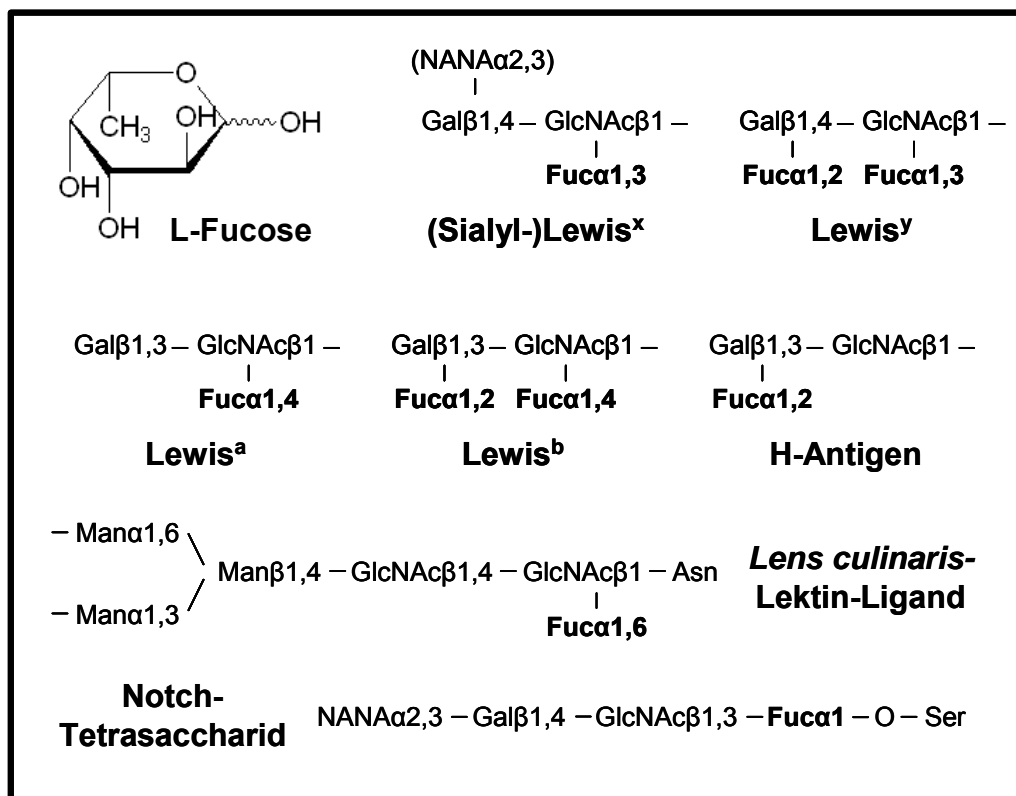 O
OH
OH
CH₃
OH
OH
L-Fucose
(NANAα2,3)
Galβ1,4 – GlcNAcβ1 –
Fucα1,3
(Sialyl-)Lewisˣ
Galβ1,4 – GlcNAcβ1 –
Fucα1,2 Fucα1,3
Lewisʸ
Galβ1,3 – GlcNAcβ1 –
Fucα1,4
Lewisᵃ
Galβ1,3 – GlcNAcβ1 –
Fucα1,2 Fucα1,4
Lewisᵇ
Galβ1,3 – GlcNAcβ1 –
Fucα1,2
H-Antigen
– Manα1,6
Manβ1,4 – GlcNAcβ1,4 – GlcNAcβ1 – Asn
– Manα1,3
Fucα1,6
Lens culinaris-
Lektin-Ligand
Notch-
Tetrasaccharid
NANAα2,3 – Galβ1,4 – GlcNAcβ1,3 – Fucα1 – O – Ser